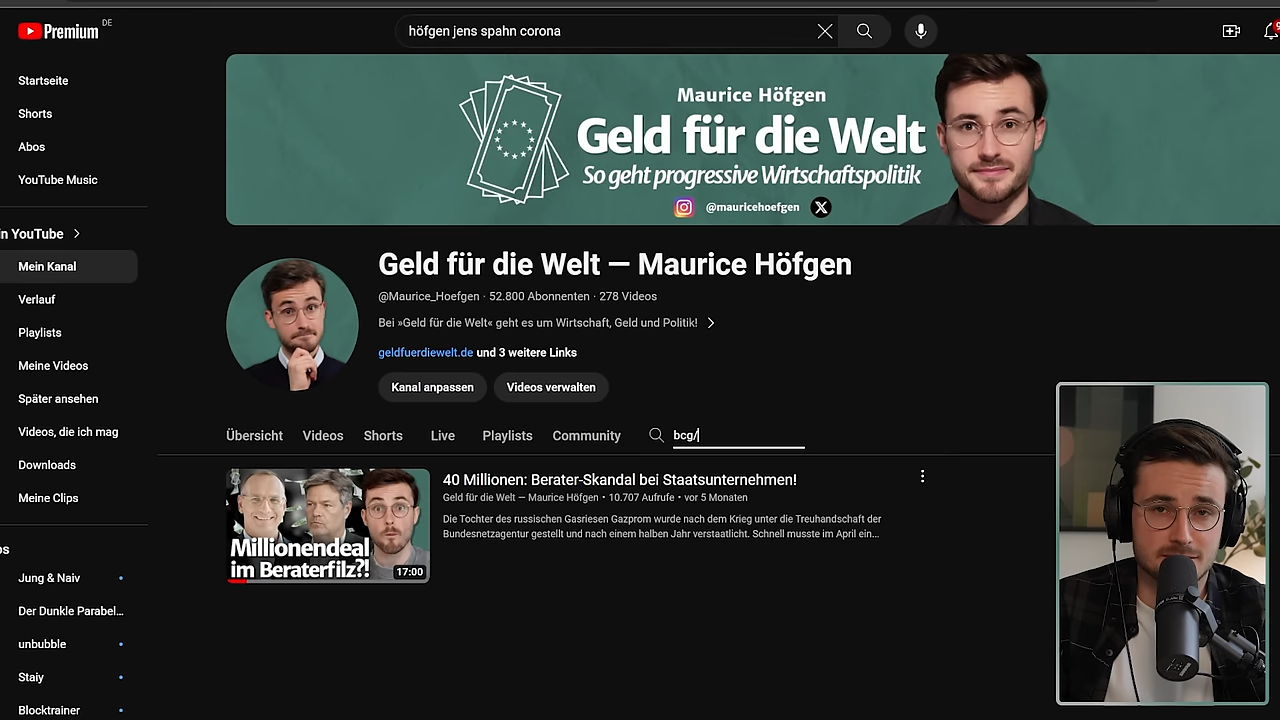 Premium DE
höfgen jens spahn corona
Startseite
Shorts
Abos
YouTube Music
in YouTube
Mein Kanal
Verlauf
Playlists
Meine Videos
Später ansehen
Videos, die ich mag
Downloads
Meine Clips
os
Jung & Naiv
Der Dunkle Parabel...
unbubble
Staiy
Blocktrainer
Maurice Höfgen
Geld für die Welt
So geht progressive Wirtschaftspolitik
@mauricehoefgen
Geld für die Welt — Maurice Höfgen
@Maurice_Hoefgen · 52.800 Abonnenten · 278 Videos
Bei »Geld für die Welt« geht es um Wirtschaft, Geld und Politik!
geldfuerdiewelt.de und 3 weitere Links
Kanal anpassen Videos verwalten
Übersicht Videos Shorts Live Playlists Community bcg/
Millionendeal
im Beraterfilz?!
17:00
40 Millionen: Berater-Skandal bei Staatsunternehmen!
Geld für die Welt — Maurice Höfgen • 10.707 Aufrufe • vor 5 Monaten
Die Tochter des russischen Gasriesen Gazprom wurde nach dem Krieg unter die Treuhandschaft der
Bundesnetzagentur gestellt und nach einem halben Jahr verstaatlicht. Schnell musste im April ein...